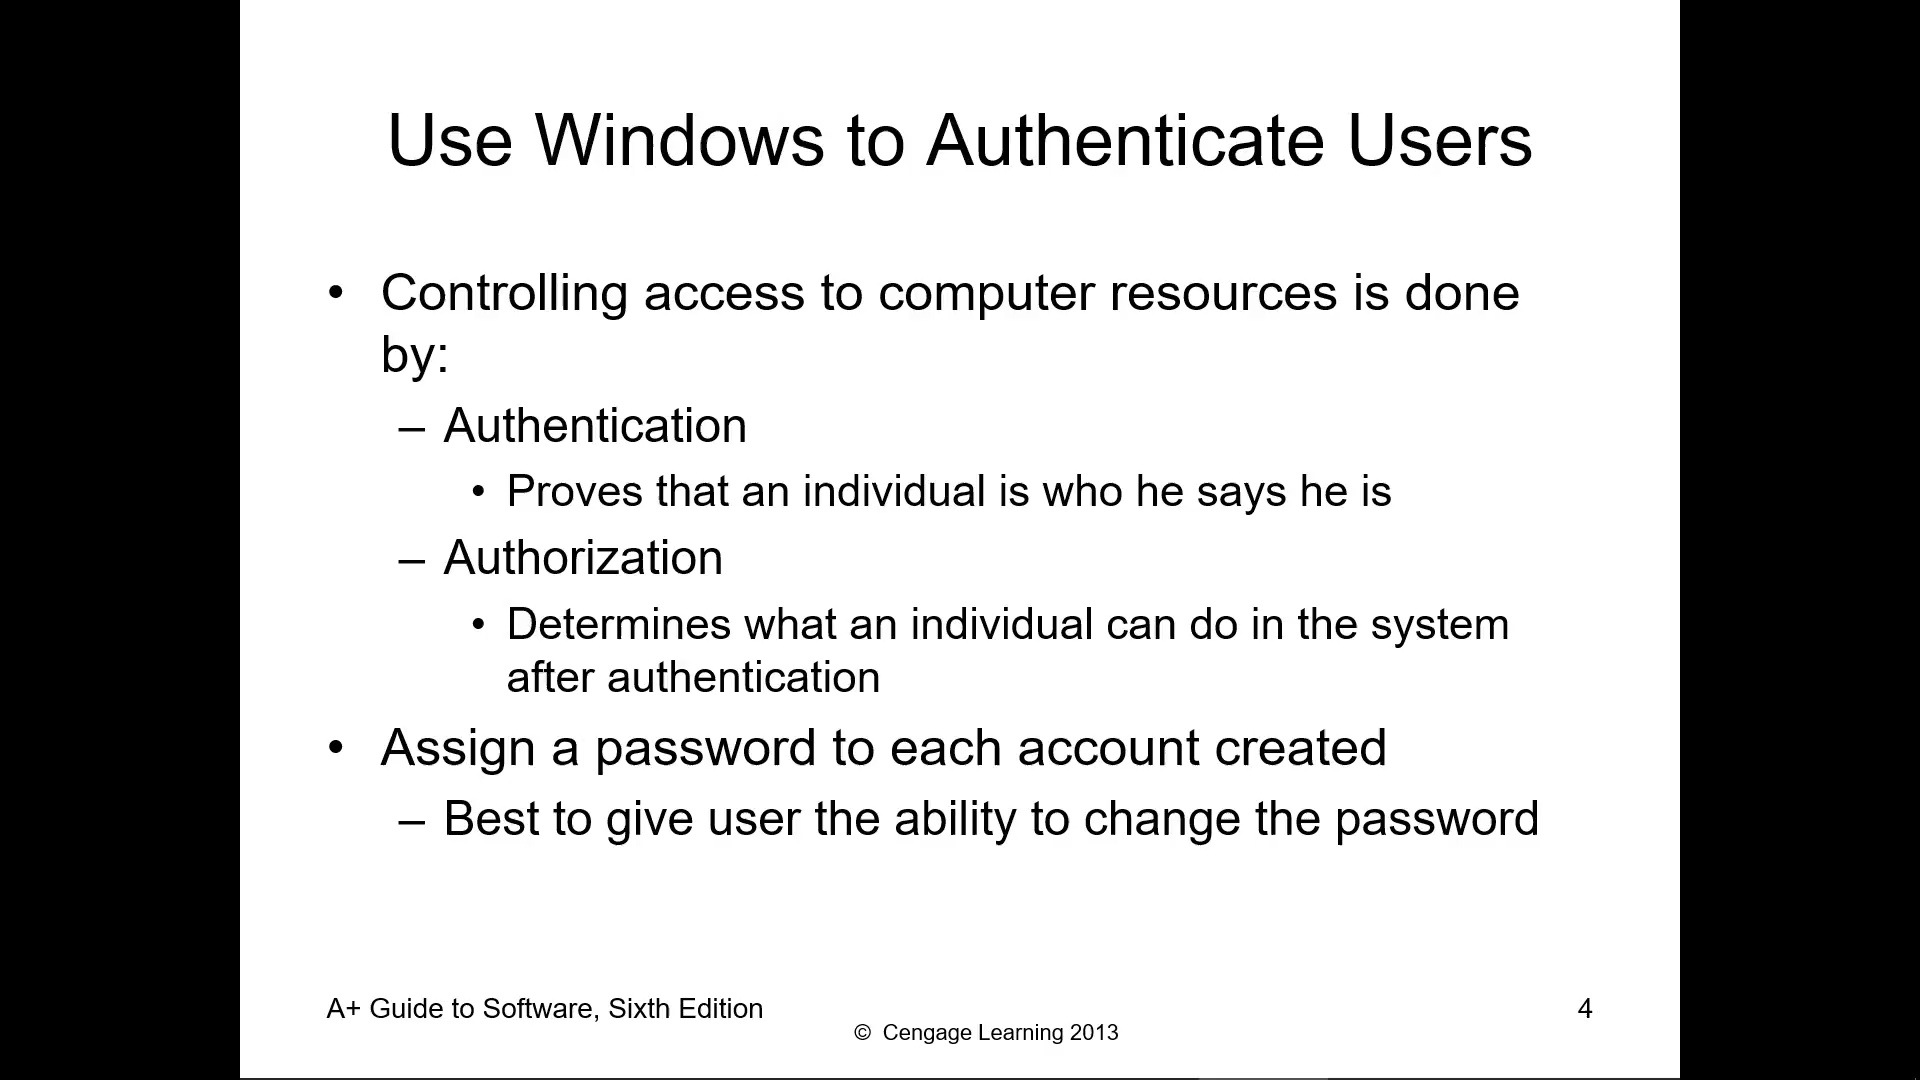 Use Windows to Authenticate Users
• Controlling access to computer resources is done
by:
– Authentication
• Proves that an individual is who he says he is
– Authorization
• Determines what an individual can do in the system
after authentication
• Assign a password to each account created
– Best to give user the ability to change the password
A+ Guide to Software, Sixth Edition
4
© Cengage Learning 2013